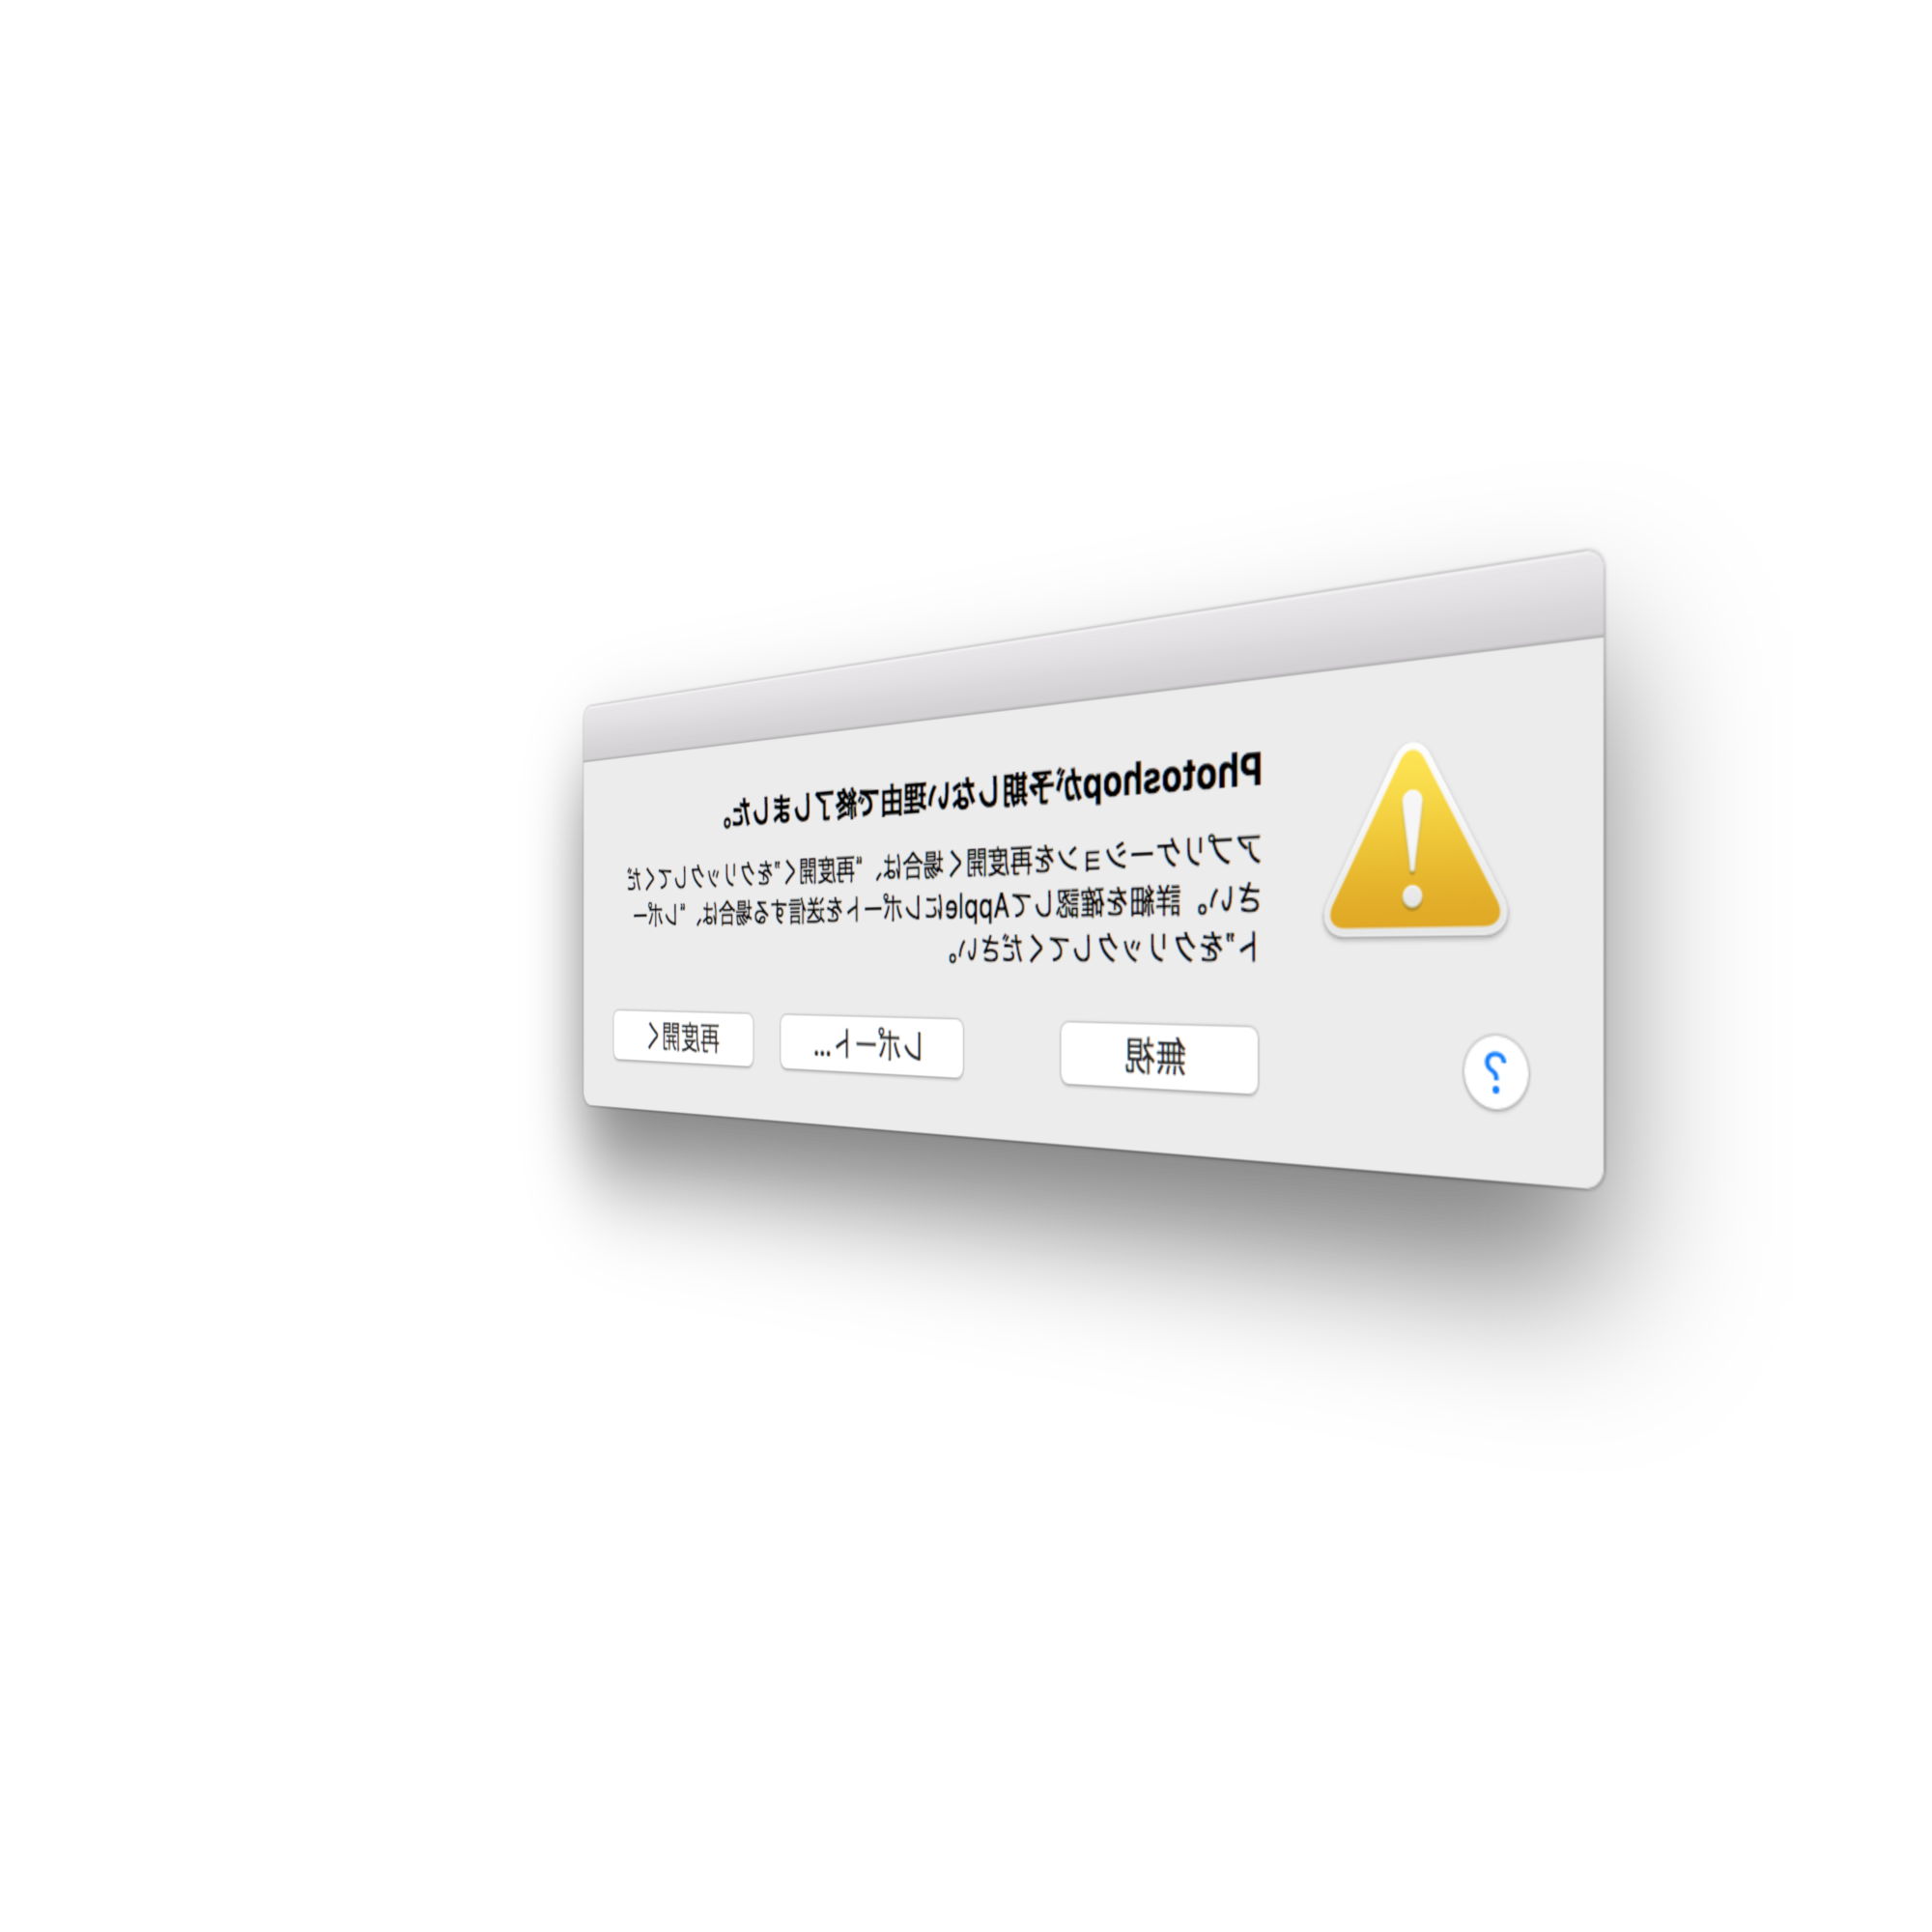 Photoshopが予期しない理由で終了しました。
アプリケーションを再度開く場合は、“再度開く”をクリックしてくだ
さい。詳細を確認してAppleにレポートを送信する場合は、“レポー
ト”をクリックしてください。
?
無視
レポート...
再度開く